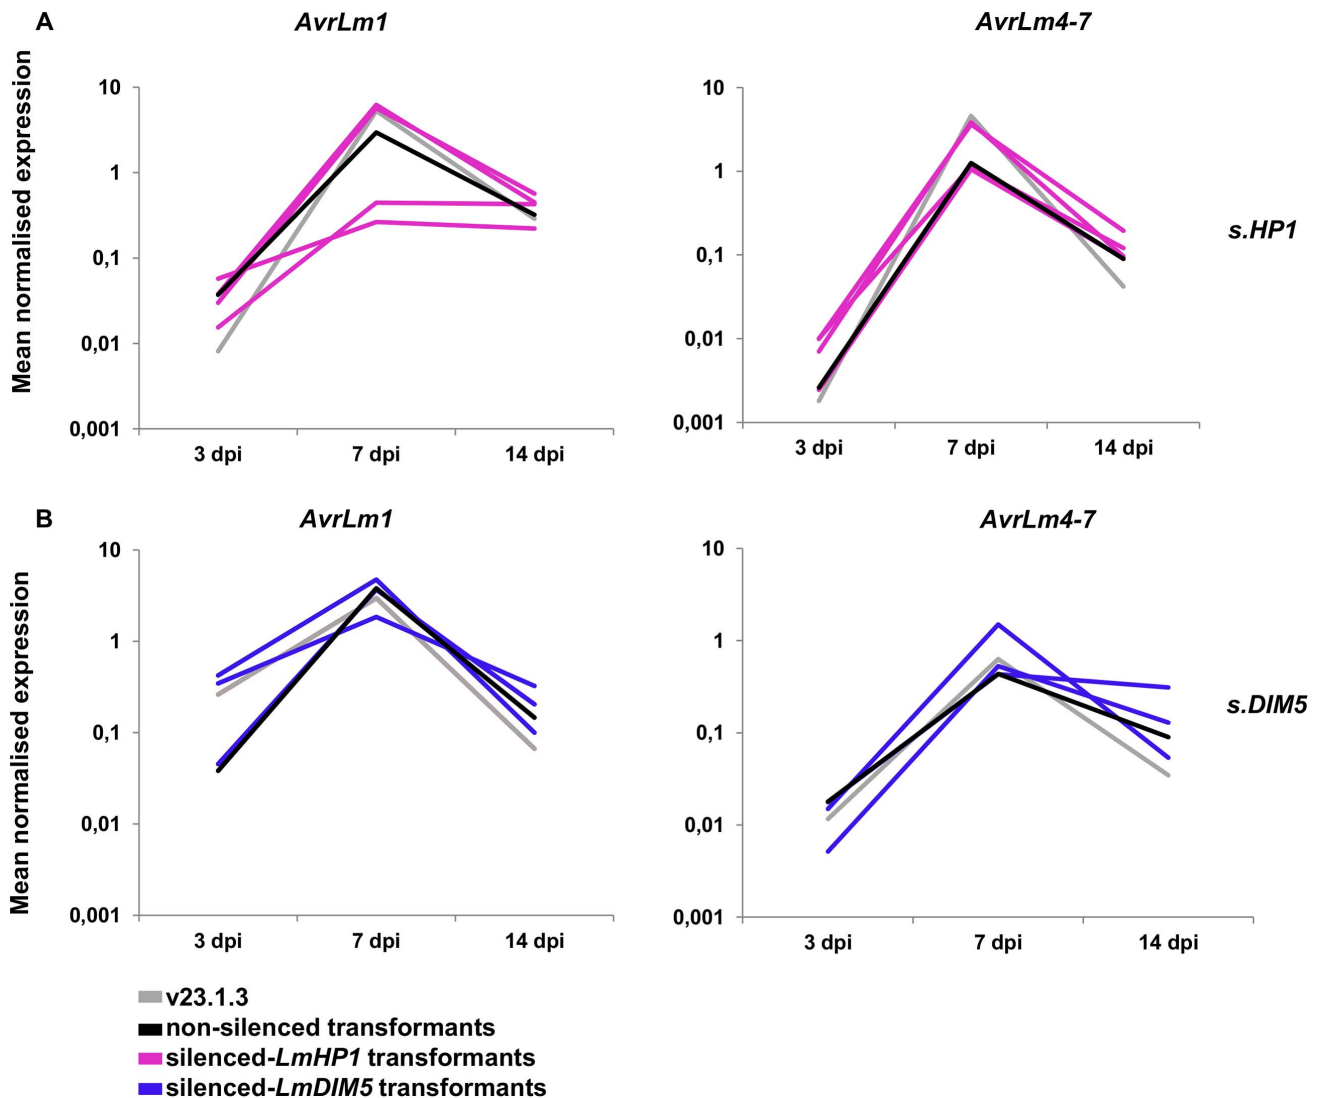 A
AvrLm1
AvrLm4-7
Mean normalised expression
10
1
0,1
0,01
0,001
3 dpi
7 dpi
14 dpi
10
1
0,1
0,01
0,001
3 dpi
7 dpi
14 dpi
s.HP1
B
AvrLm1
AvrLm4-7
Mean normalised expression
10
1
0,1
0,01
0,001
3 dpi
7 dpi
14 dpi
10
1
0,1
0,01
0,001
3 dpi
7 dpi
14 dpi
s.DIM5
v23.1.3
non-silenced transformants
silenced-LmHP1 transformants
silenced-LmDIM5 transformants